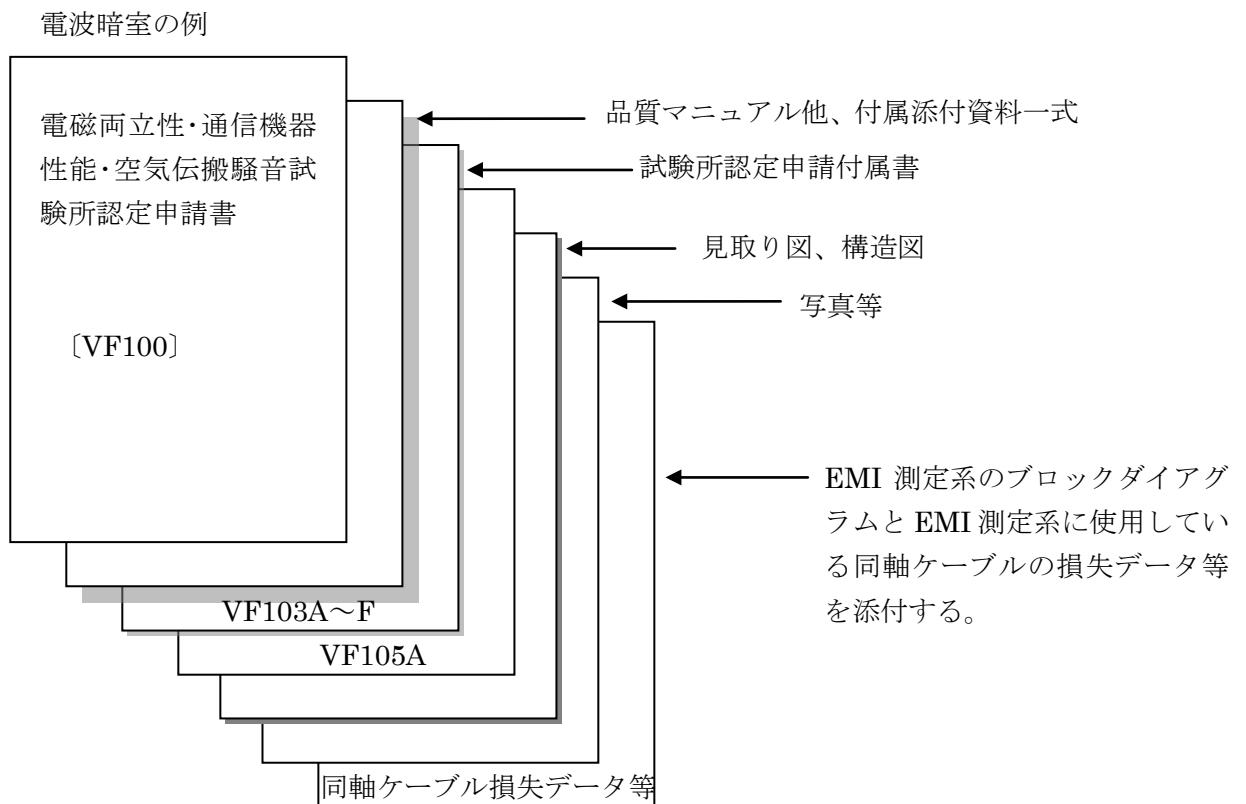 電波暗室の例
電磁両立性・通信機器
性能・空気伝搬騒音試
験所認定申請書
〔VF100〕
品質マニュアル他、付属添付資料一式
試験所認定申請付属書
見取り図、構造図
写真等
EMI 測定系のブロックダイアグ
ラムと EMI 測定系に使用してい
る同軸ケーブルの損失データ等
を添付する。
VF103A～F
VF105A
同軸ケーブル損失データ等